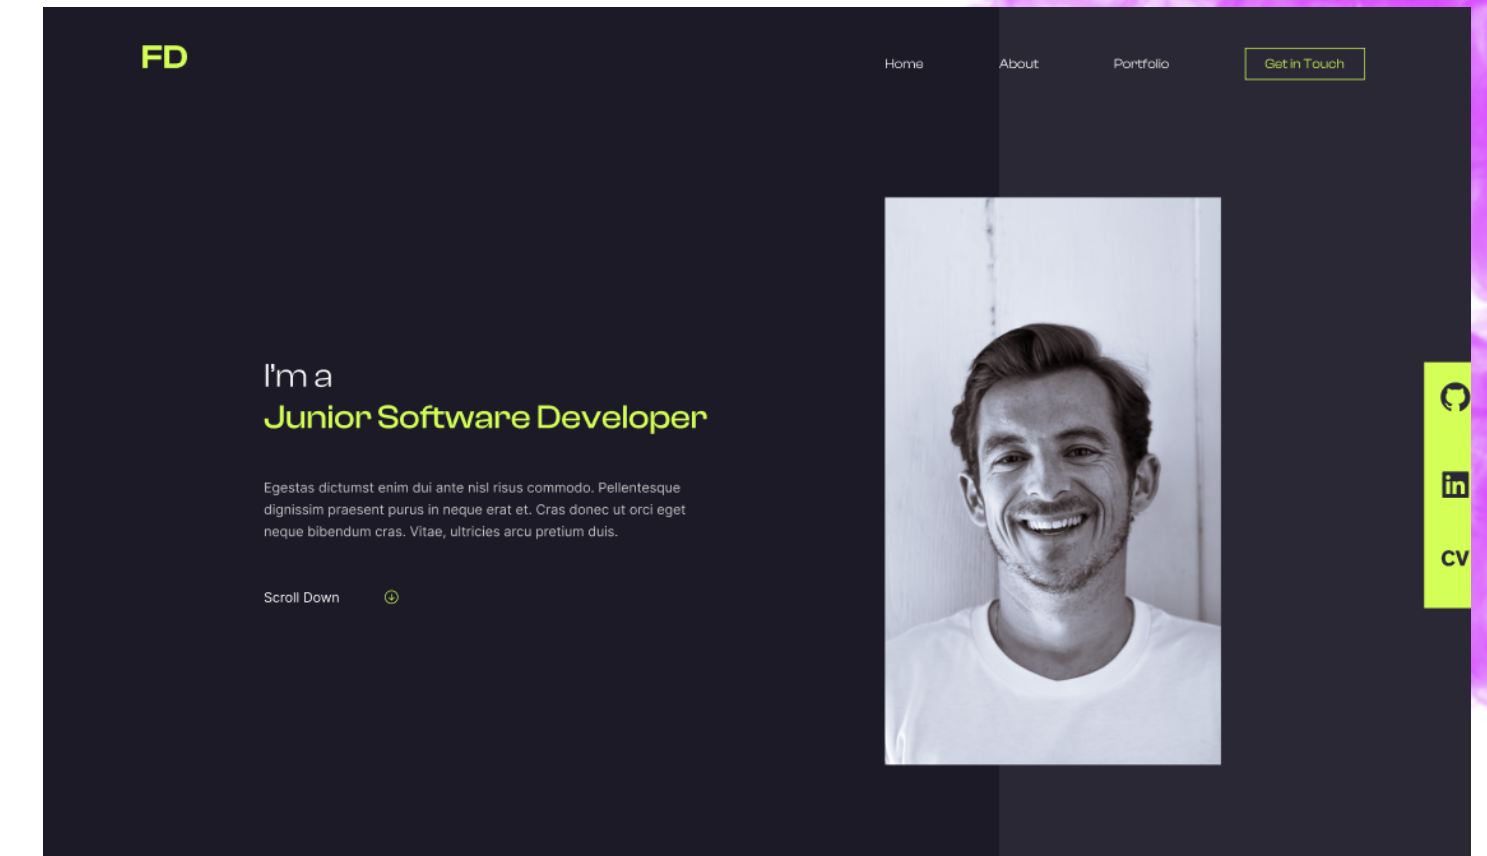 FD
Home
About
Portfolio
Get in Touch
I'm a
Junior Software Developer
Egestas dictumst enim dui ante nisl risus commodo. Pellentesque
dignissim praesent purus in neque erat et. Cras donec ut orci eget
neque bibendum cras. Vitae, ultricies arcu pretium duis.
Scroll Down
in
CV